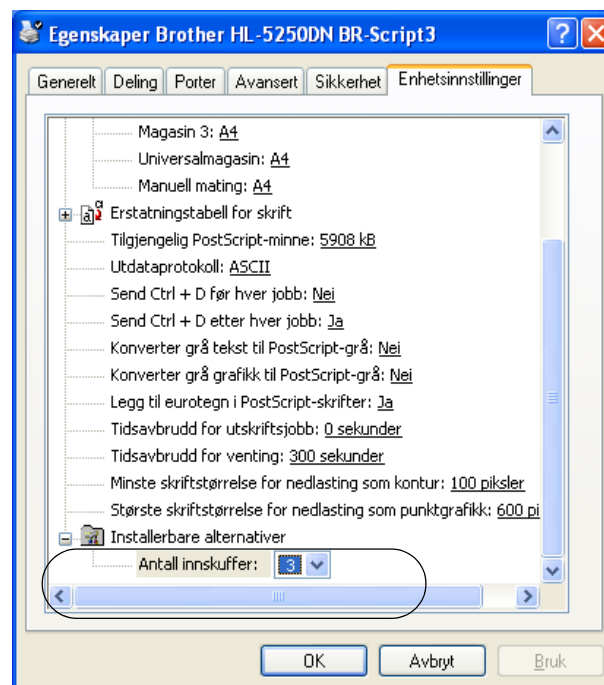 Egenskaper Brother HL-5250DN BR-Script3
Generelt Deling Porter Avansert Sikkerhet Enhetsinnstillinger
Magasin 3: A4
Universalmagasin: A4
Manuell mating: A4
Erstatningstabell for skrift
Tilgjengelig PostScript-minne: 5908 kB
Utdataprotokoll: ASCII
Send Ctrl + D før hver jobb: Nei
Send Ctrl + D etter hver jobb: Ja
Konverter grå tekst til PostScript-grå: Nei
Konverter grå grafikk til PostScript-grå: Nei
Legg til eurotegn i PostScript-skrifter: Ja
Tidsavbrudd for utskriftsjobb: 0 sekunder
Tidsavbrudd for venting: 300 sekunder
Minste skriftstørrelse for nedlasting som kontur: 100 piksler
Største skriftstørrelse for nedlasting som punktgrafikk: 600 pi
Installerbare alternativer
Antall innskuffer: 3
OK Avbryt Bruk